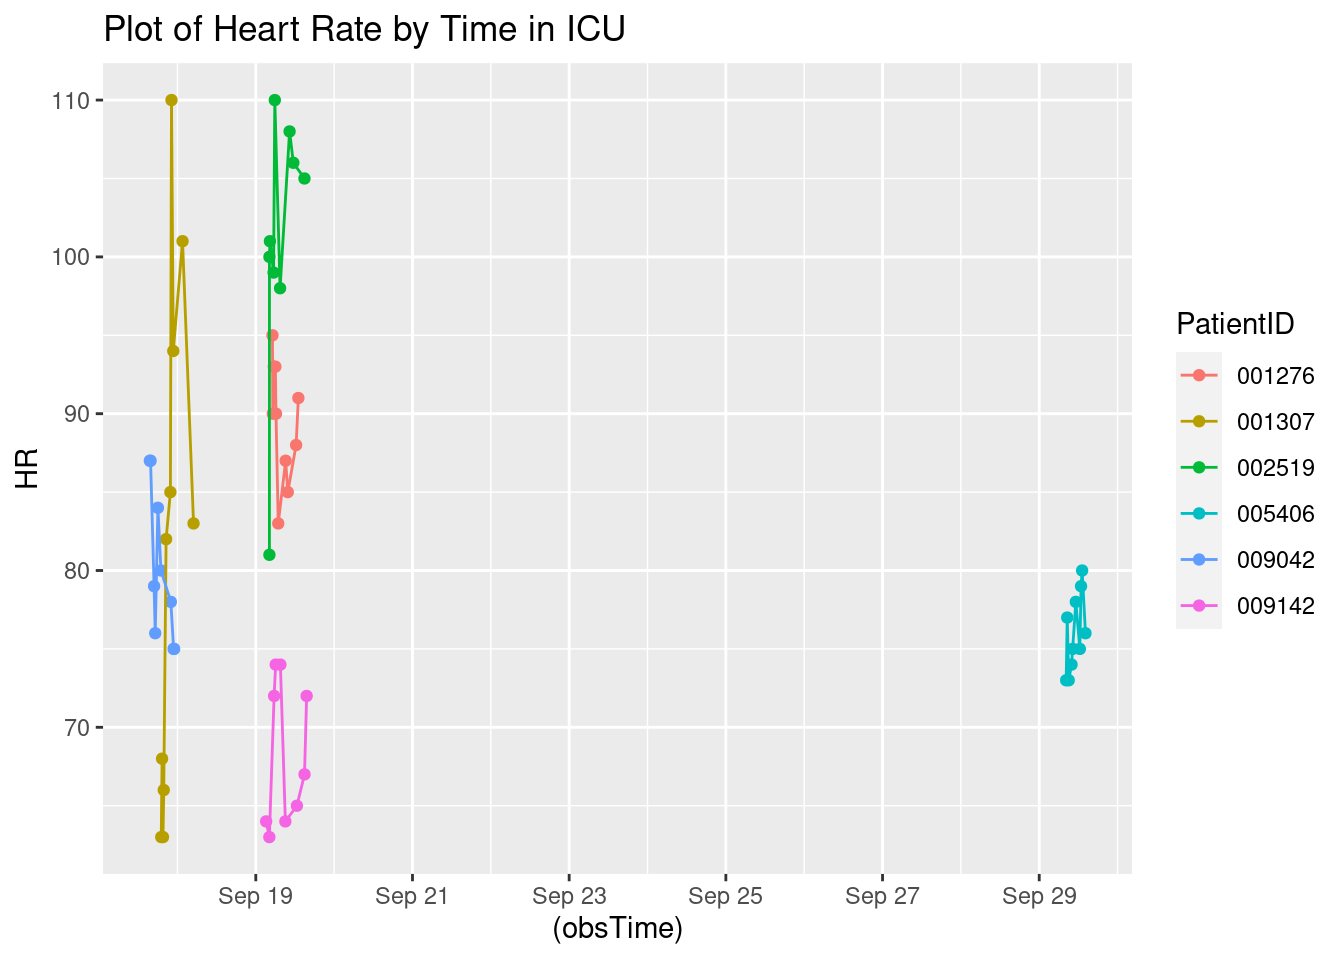 Plot of Heart Rate by Time in ICU
110
100
90
80
70
HR
Sep 19
Sep 21
Sep 23
Sep 25
Sep 27
Sep 29
(obsTime)
PatientID
001276
001307
002519
005406
009042
009142